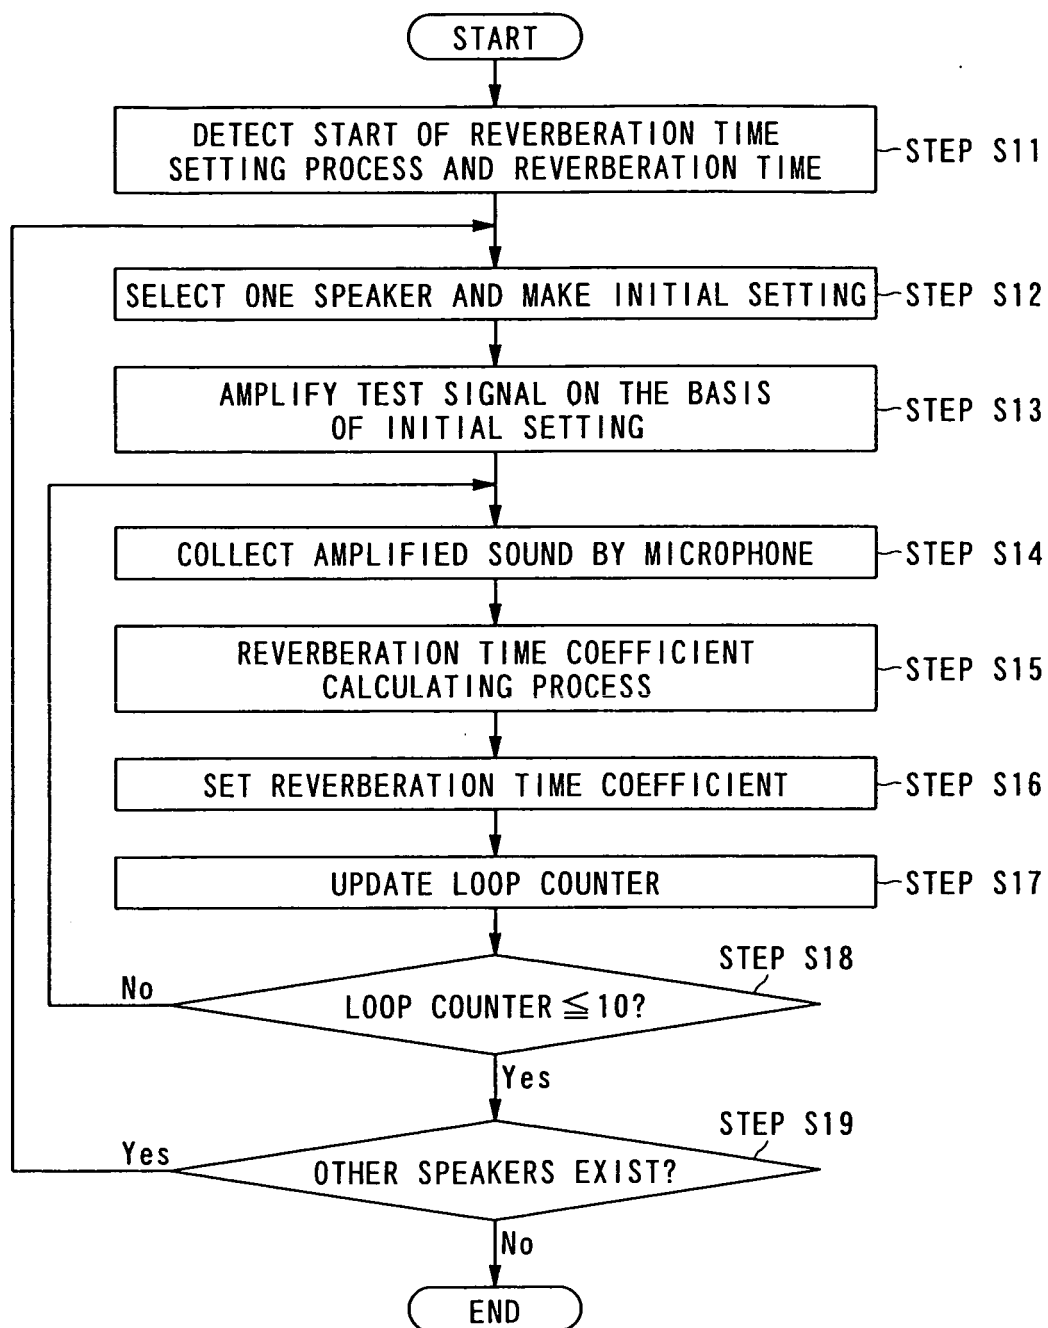 START
DETECT START OF REVERBERATION TIME
SETTING PROCESS AND REVERBERATION TIME
STEP S11
SELECT ONE SPEAKER AND MAKE INITIAL SETTING
STEP S12
AMPLIFY TEST SIGNAL ON THE BASIS
OF INITIAL SETTING
STEP S13
COLLECT AMPLIFIED SOUND BY MICROPHONE
STEP S14
REVERBERATION TIME COEFFICIENT
CALCULATING PROCESS
STEP S15
SET REVERBERATION TIME COEFFICIENT
STEP S16
UPDATE LOOP COUNTER
STEP S17
STEP S18
No
LOOP COUNTER ≦ 10?
Yes
STEP S19
Yes
OTHER SPEAKERS EXIST?
No
END